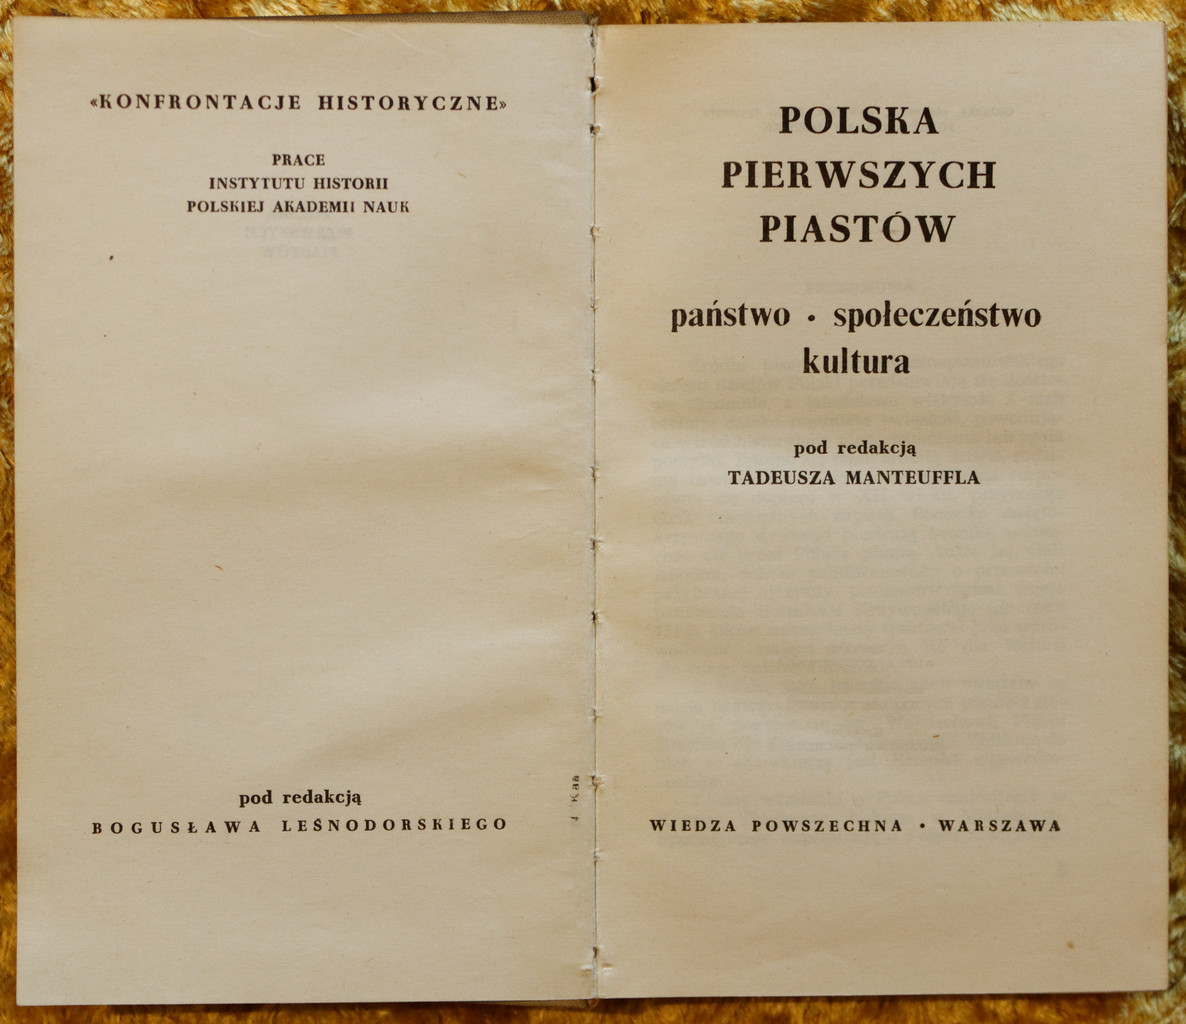 «KONFRONTACJE HISTORYCZNE»
PRACE
INSTYTUTU HISTORII
POLSKIEJ AKADEMII NAUK
pod redakcją
BOGUSŁAWA LEŚNODORSKIEGO
POLSKA
PIERWSZYCH
PIASTÓW
państwo • społeczeństwo
kultura
pod redakcją
TADEUSZA MANTEUFFLA
WIEDZA POWSZECHNA • WARSZAWA